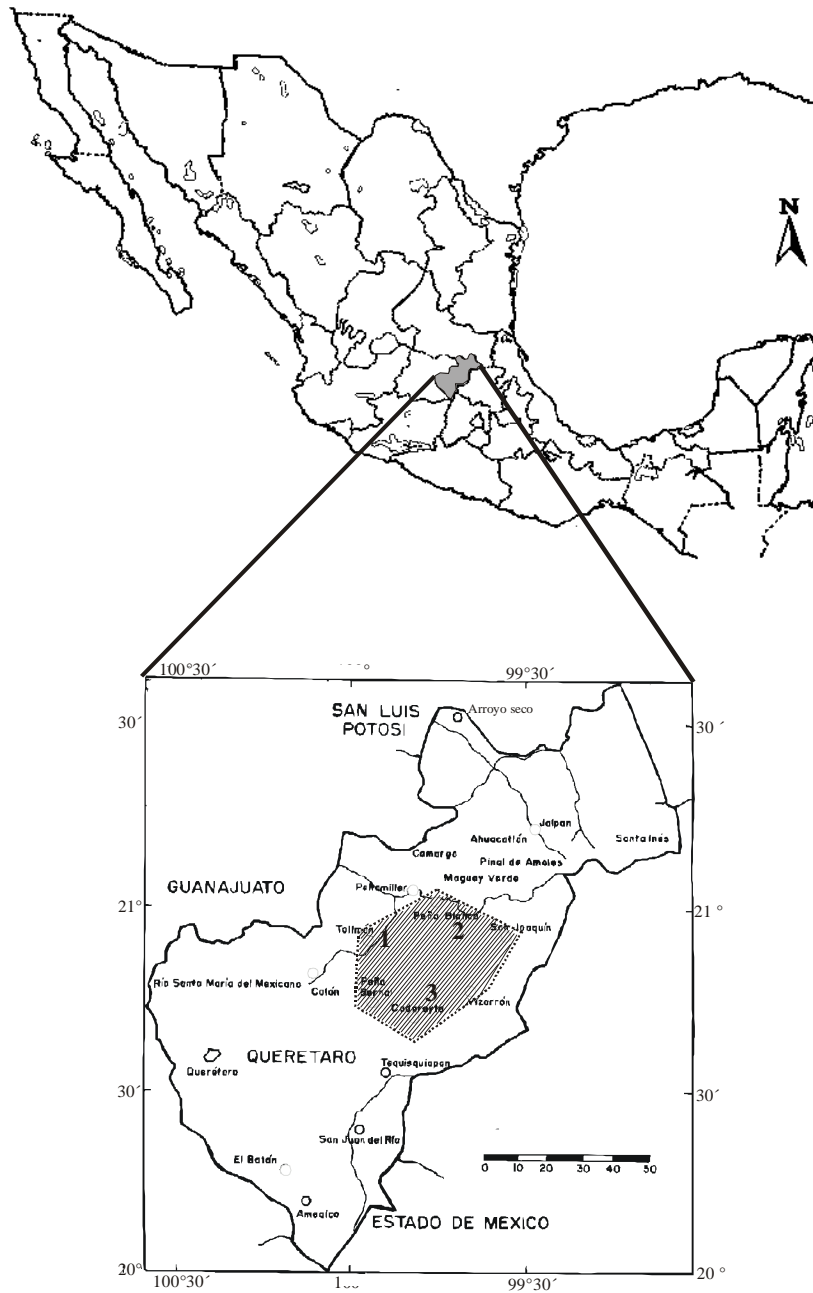 N
100°30´
99°30´
30´
SAN LUIS
POTOSI
Arroyo seco
30´
Jalpan
Ahuacatlán
Santa Inés
Camargo
Pinal de Amoles
Maguey Verde
GUANAJUATO
Peñamiller
21°
21°
Peña Blanca
Tolimán
1
2
San Joaquín
Río Santa María del Mexicano
Colón
Peña
Bernal
3
Cadereyta
Vizarrón
QUERETARO
Querétaro
Tequisquiapan
30´
30´
San Juan del Río
El Batán
0 10 20 30 40 50
Amealco
ESTADO DE MEXICO
20°
20°
100°30´
99°30´